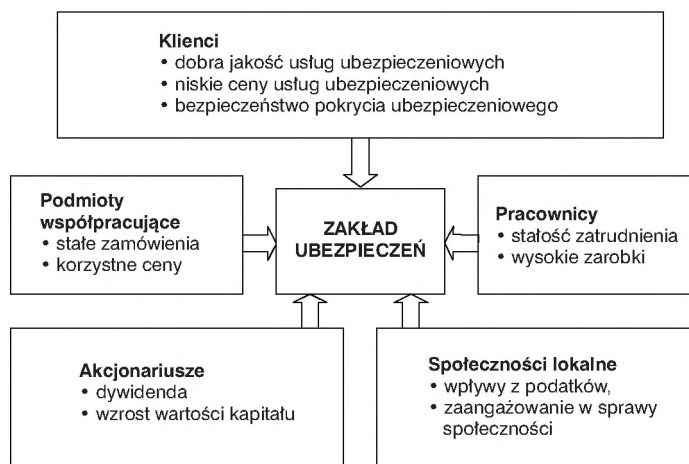 Klienci
• dobra jakość usług ubezpieczeniowych
• niskie ceny usług ubezpieczeniowych
• bezpieczeństwo pokrycia ubezpieczeniowego
Podmioty
współpracujące
• stałe zamówienia
• korzystne ceny
ZAKŁAD
UBEZPIECZEŃ
Pracownicy
• stałość zatrudnienia
• wysokie zarobki
Akcjonariusze
• dywidenda
• wzrost wartości kapitału
Społeczności lokalne
• wpływy z podatków,
• zaangażowanie w sprawy
społeczności